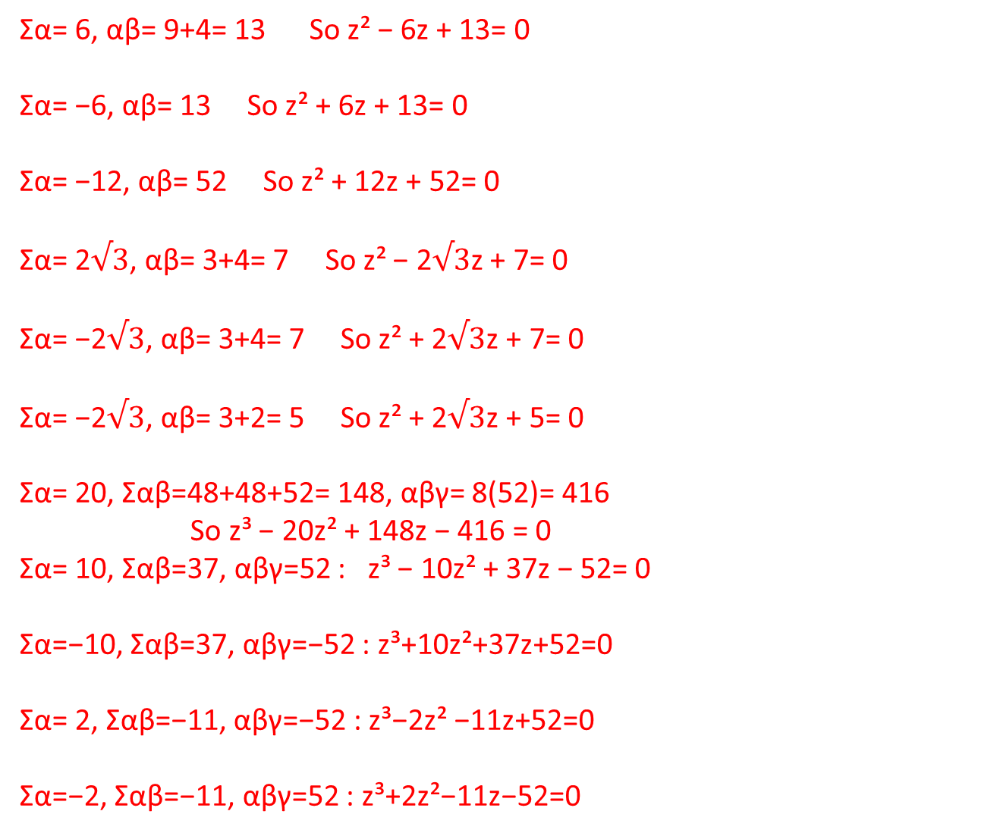 Σα= 6, αβ= 9+4= 13 So z² − 6z + 13= 0
Σα= −6, αβ= 13 So z² + 6z + 13= 0
Σα= −12, αβ= 52 So z² + 12z + 52= 0
Σα= 2√3, αβ= 3+4= 7 So z² − 2√3z + 7= 0
Σα= −2√3, αβ= 3+4= 7 So z² + 2√3z + 7= 0
Σα= −2√3, αβ= 3+2= 5 So z² + 2√3z + 5= 0
Σα= 20, Σαβ=48+48+52= 148, αβγ= 8(52)= 416
So z³ − 20z² + 148z − 416 = 0
Σα= 10, Σαβ=37, αβγ=52 : z³ − 10z² + 37z − 52= 0
Σα=−10, Σαβ=37, αβγ=−52 : z³+10z²+37z+52=0
Σα= 2, Σαβ=−11, αβγ=−52 : z³−2z² −11z+52=0
Σα=−2, Σαβ=−11, αβγ=52 : z³+2z²−11z−52=0